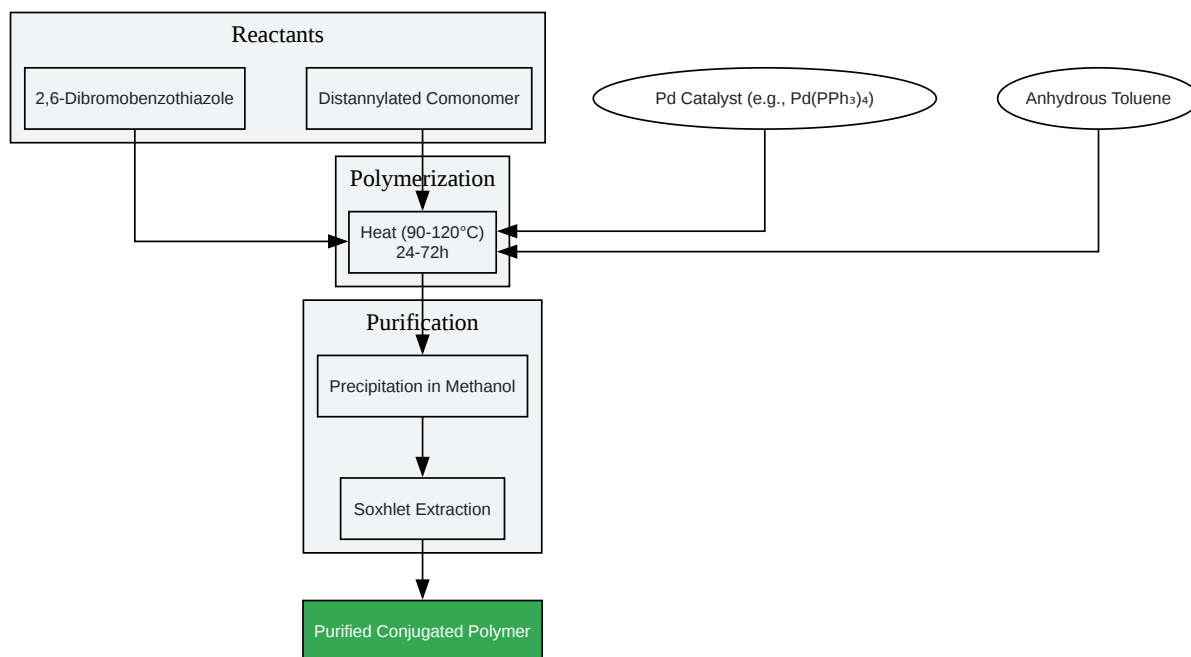 Reactants
2,6-Dibromobenzothiazole
Distannylated Comonomer
Pd Catalyst (e.g., Pd(PPh₃)₄)
Anhydrous Toluene
Polymerization
Heat (90-120°C)
24-72h
Purification
Precipitation in Methanol
Soxhlet Extraction
Purified Conjugated Polymer